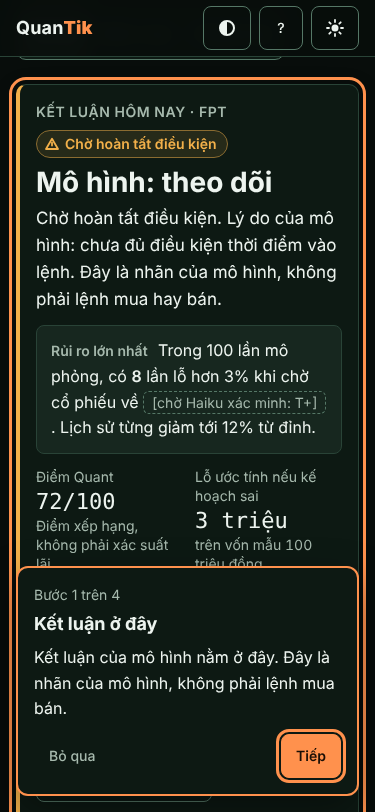 QuanTik
?
KẾT LUẬN HÔM NAY · FPT
Chờ hoàn tất điều kiện
Mô hình: theo dõi
Chờ hoàn tất điều kiện. Lý do của mô
hình: chưa đủ điều kiện thời điểm vào
lệnh. Đây là nhãn của mô hình, không
phải lệnh mua hay bán.
Rủi ro lớn nhất Trong 100 lần mô
phỏng, có 8 lần lỗ hơn 3% khi chờ
cổ phiếu về [chờ Haiku xác minh: T+]
. Lịch sử từng giảm tới 12% từ đỉnh.
Điểm Quant
72/100
Điểm xếp hạng,
không phải xác suất
lãi
Lỗ ước tính nếu kế
hoạch sai
3 triệu
trên vốn mẫu 100
triệu đồng
Bước 1 trên 4
Kết luận ở đây
Kết luận của mô hình nằm ở đây. Đây là
nhãn của mô hình, không phải lệnh mua
bán.
Bỏ qua
Tiếp